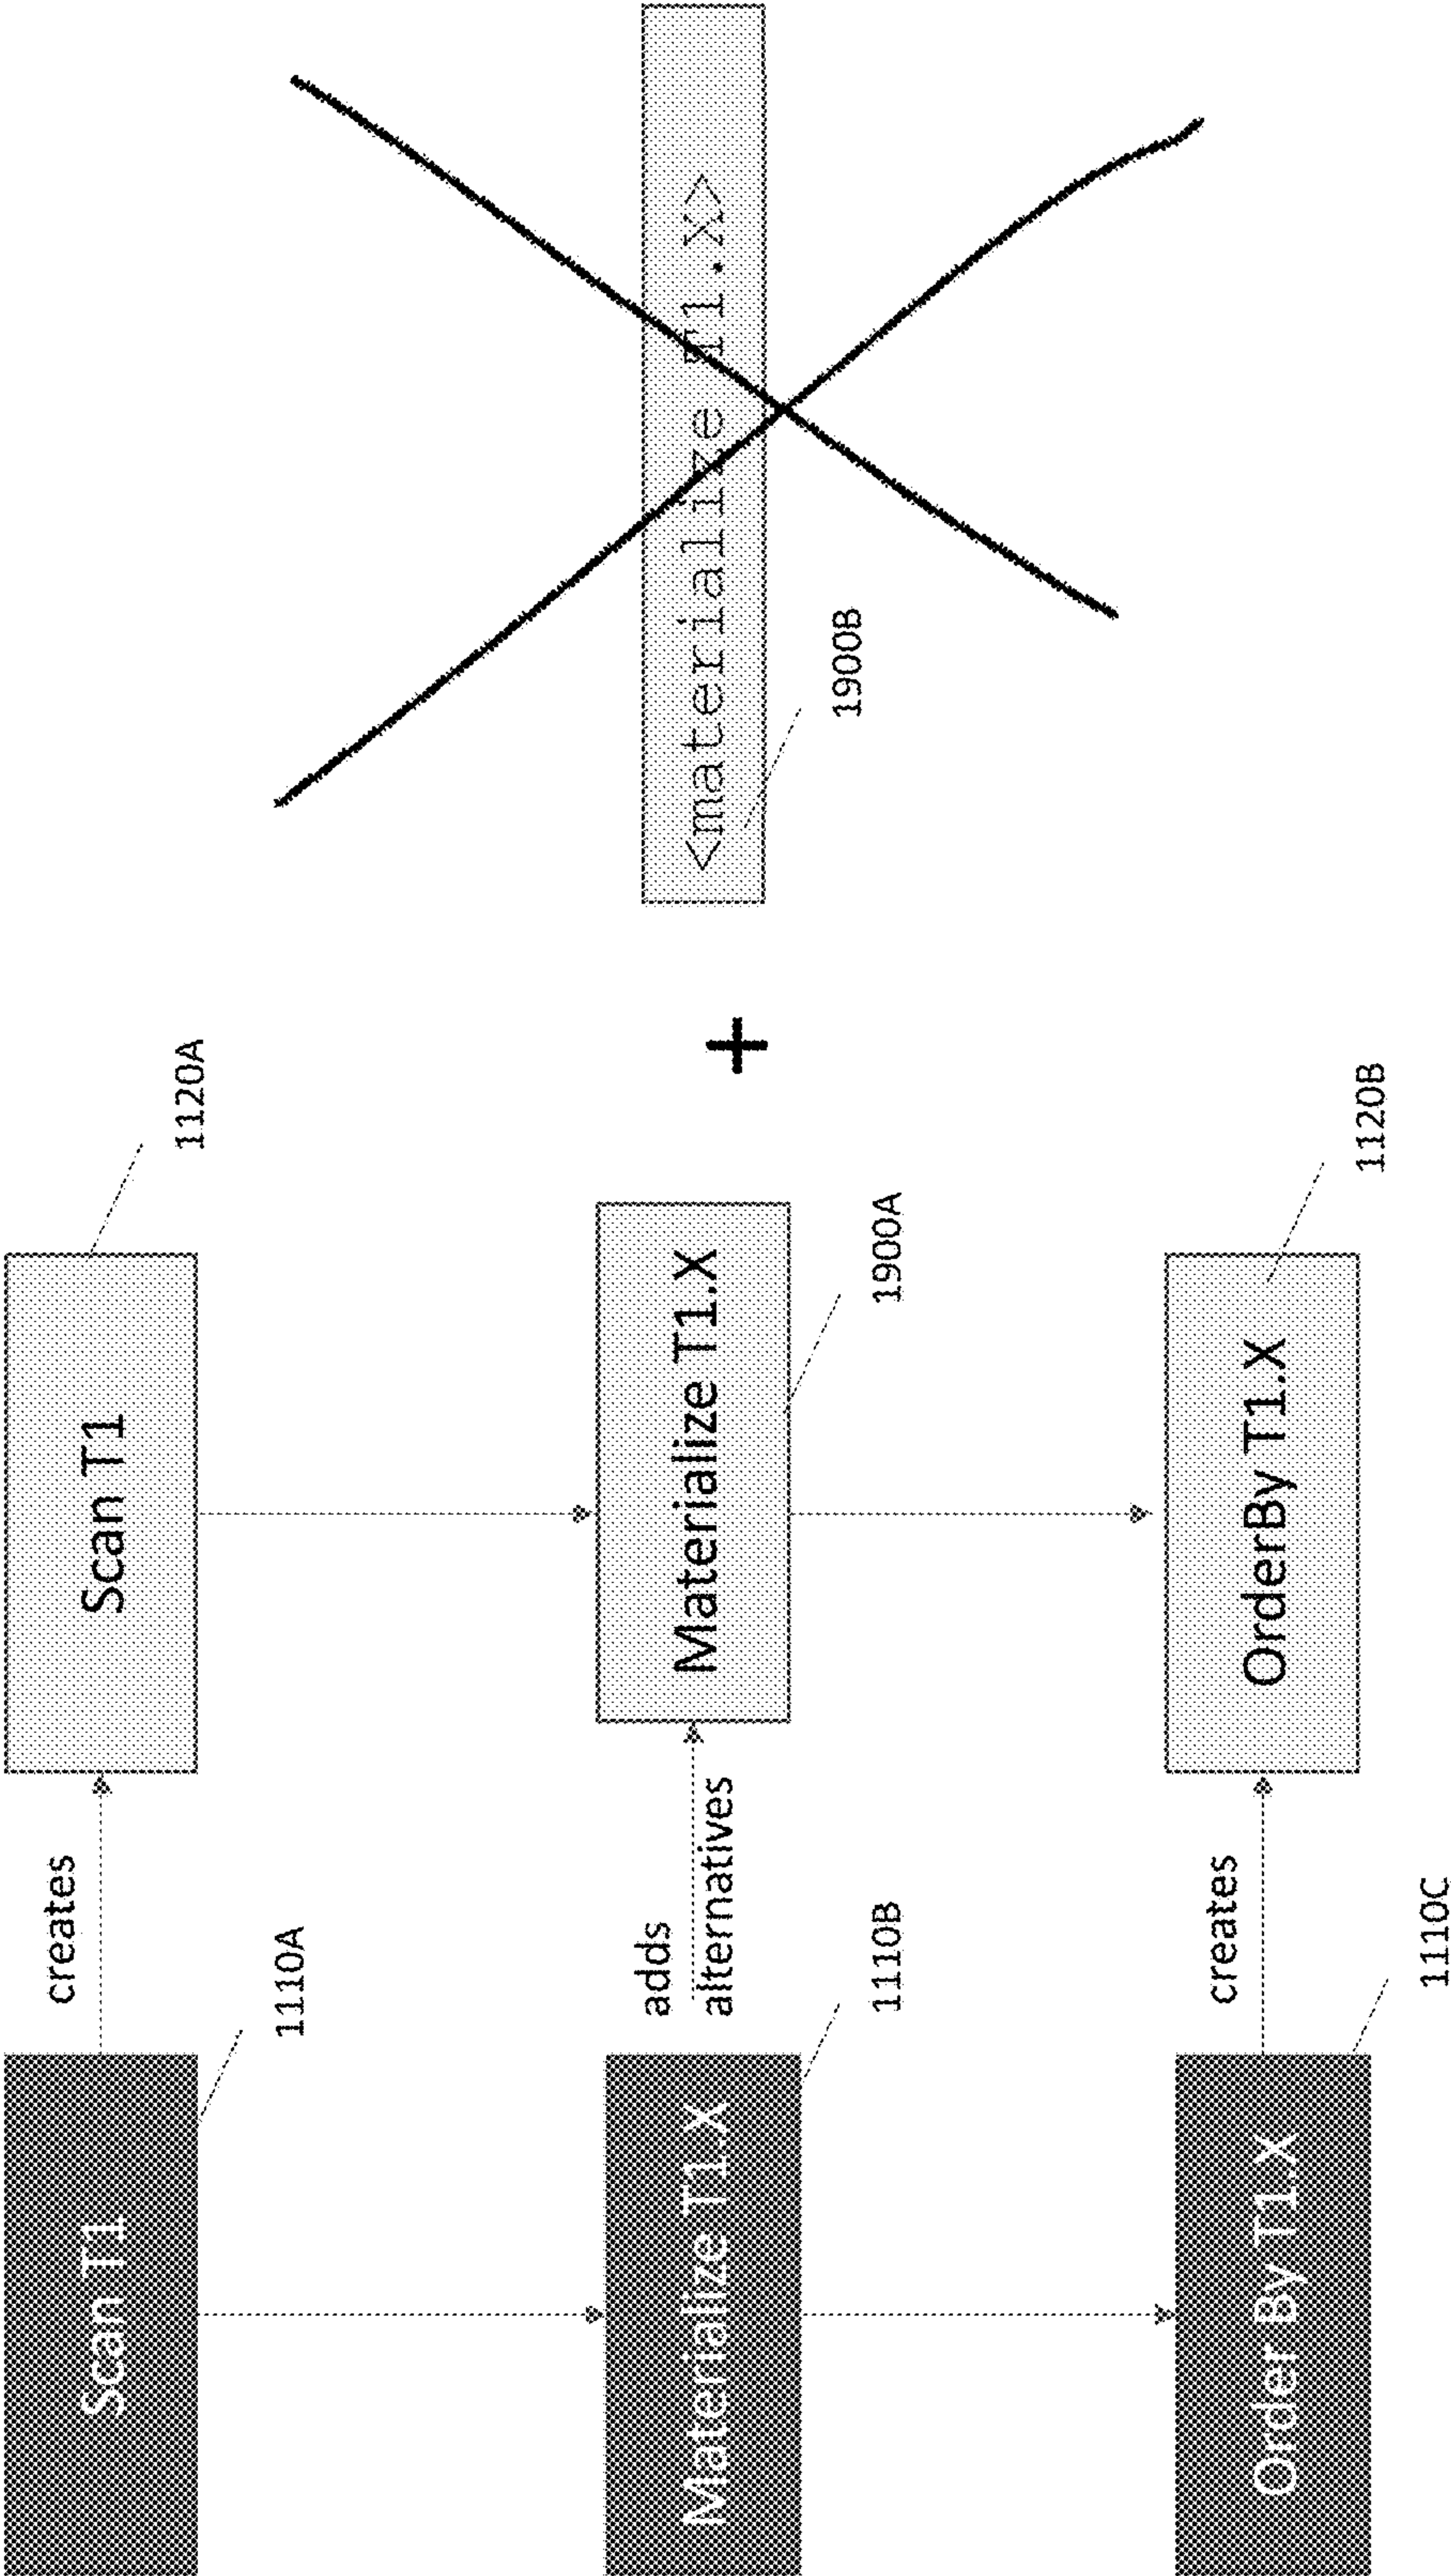 Scan T1
1110A
creates
Scan T1
1120A
Materialize T1.X
1110B
adds
alternatives
Materialize T1.X
1900A
+
<materialize T1.x>
1900B
Order By T1.X
1110C
creates
OrderBy T1.X
1120B